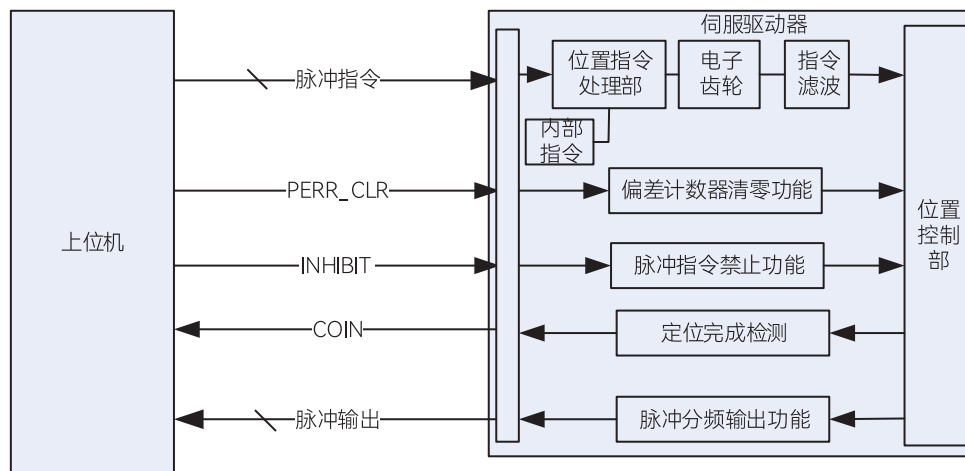 伺服驱动器
脉冲指令
位置指令
处理部
电子
齿轮
指令
滤波
内部
指令
PERR_CLR
偏差计数器清零功能
上位机
位置
控制
部
INHIBIT
脉冲指令禁止功能
COIN
定位完成检测
脉冲输出
脉冲分频输出功能